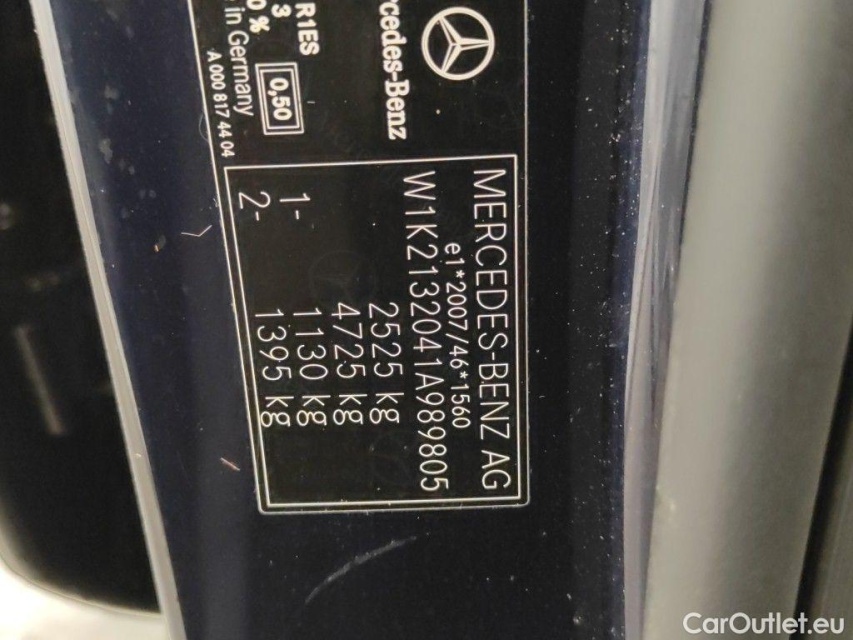 Mercedes-Benz
R1ES
3
0 %
in Germany
0,50
A 000 817 44 04
MERCEDES-BENZ AG
e1*2007/46*1560
W1K2132041A989805
2525 kg
4725 kg
1- 1130 kg
2- 1395 kg
CarOutlet.eu